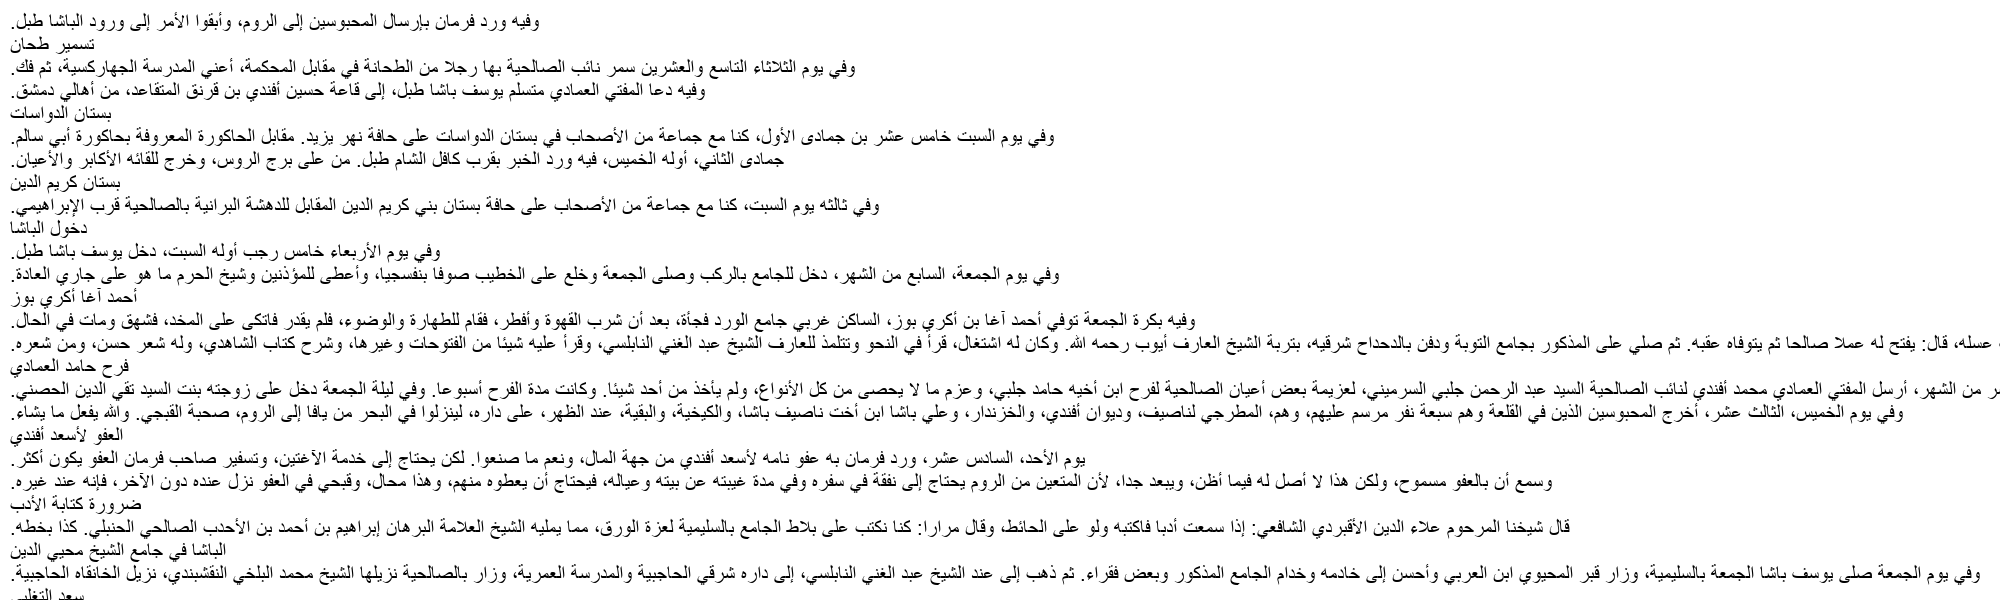 وفيه ورد فرمان بإرسال المحبوسين إلى الروم، وأبقوا الأمر إلى ورود الباشا طبل.
تسمير طحان
وفي يوم الثلاثاء التاسع والعشرين سمر نائب الصالحية بها رجلا من الطحانة في مقابل المحكمة، أعني المدرسة الجهاركسية، ثم فك.
وفيه دعا المفتي العمادي متسلم يوسف باشا طبل، إلى قاعة حسين أفندي بن قرنق المتقاعد، من أهالي دمشق.
بستان الدواسات
وفي يوم السبت خامس عشر بن جمادى الأول، كنا مع جماعة من الأصحاب في بستان الدواسات على حافة نهر يزيد. مقابل الحاكورة المعروفة بحاكورة أبي سالم.
جمادى الثاني، أوله الخميس، فيه ورد الخبر بقرب كافل الشام طبل. من على برج الروس، وخرج للقائه الأكابر والأعيان.
بستان كريم الدين
وفي ثالثه يوم السبت، كنا مع جماعة من الأصحاب على حافة بستان بني كريم الدين المقابل للدهشة البرانية بالصالحية قرب الإبراهيمي.
دخول الباشا
وفي يوم الأربعاء خامس رجب أوله السبت، دخل يوسف باشا طبل.
وفي يوم الجمعة، السابع من الشهر، دخل للجامع بالركب وصلى الجمعة وخلع على الخطيب صوفا بنفسجيا، وأعطى للمؤذنين وشيخ الحرم ما هو على جاري العادة.
أحمد آغا أكري بوز
وفيه بكرة الجمعة توفي أحمد آغا بن أكري بوز، الساكن غربي جامع الورد فجأة، بعد أن شرب القهوة وأفطر، فقام للطهارة والوضوء، فلم يقدر فاتكى على المخد، فشهق ومات في الحال.
عسله، قال: يفتح له عملا صالحا ثم يتوفاه عقبه. ثم صلي على المذكور بجامع التوبة ودفن بالدحداح شرقيه، بتربة الشيخ العارف أيوب رحمه الله. وكان له اشتغال، قرأ في النحو وتتلمذ للعارف الشيخ عبد الغني النابلسي، وقرأ عليه شيئا من الفتوحات وغيرها، وشرح كتاب الشاهدي، وله شعر حسن، ومن شعره.
فرح حامد العمادي
من الشهر، أرسل المفتي العمادي محمد أفندي لنائب الصالحية السيد عبد الرحمن جلبي السرميني، لعزيمة بعض أعيان الصالحية لفرح ابن أخيه حامد جلبي، وعزم ما لا يحصى من كل الأنواع، ولم يأخذ من أحد شيئا. وكانت مدة الفرح أسبوعا. وفي ليلة الجمعة دخل على زوجته بنت السيد تقي الدين الحصني.
وفي يوم الخميس، الثالث عشر، أخرج المحبوسين الذين في القلعة وهم سبعة نفر مرسم عليهم، وهم، المطرجي لناصيف، وديوان أفندي، والخزندار، وعلي باشا ابن أخت ناصيف باشا، والكيخية، والبقية، عند الظهر، على داره، لينزلوا في البحر من يافا إلى الروم، صحبة القبجي. والله يفعل ما يشاء.
العفو لأسعد أفندي
يوم الأحد، السادس عشر، ورد فرمان به عفو نامه لأسعد أفندي من جهة المال، ونعم ما صنعوا. لكن يحتاج إلى خدمة الآغتين، وتسفير صاحب فرمان العفو يكون أكثر.
وسمع أن بالعفو مسموح، ولكن هذا لا أصل له فيما أظن، ويبعد جدا، لأن المتعين من الروم يحتاج إلى نفقة في سفره وفي مدة غيبته عن بيته وعياله، فيحتاج أن يعطوه منهم، وهذا محال، وقبحي في العفو نزل عنده دون الآخر، فإنه عند غيره.
ضرورة كتابة الأدب
قال شيخنا المرحوم علاء الدين الأقبردي الشافعي: إذا سمعت أدبا فاكتبه ولو على الحائط، وقال مرارا: كنا نكتب على بلاط الجامع بالسليمية لعزة الورق، مما يمليه الشيخ العلامة البرهان إبراهيم بن أحمد بن الأحدب الصالحي الحنبلي. كذا بخطه.
الباشا في جامع الشيخ محيي الدين
وفي يوم الجمعة صلى يوسف باشا الجمعة بالسليمية، وزار قبر المحيوي ابن العربي وأحسن إلى خادمه وخدام الجامع المذكور وبعض فقراء. ثم ذهب إلى عند الشيخ عبد الغني النابلسي، إلى داره شرقي الحاجبية والمدرسة العمرية، وزار بالصالحية نزيلها الشيخ محمد البلخي النقشبندي، نزيل الخانقاه الحاجبية.
سعد التغلبي